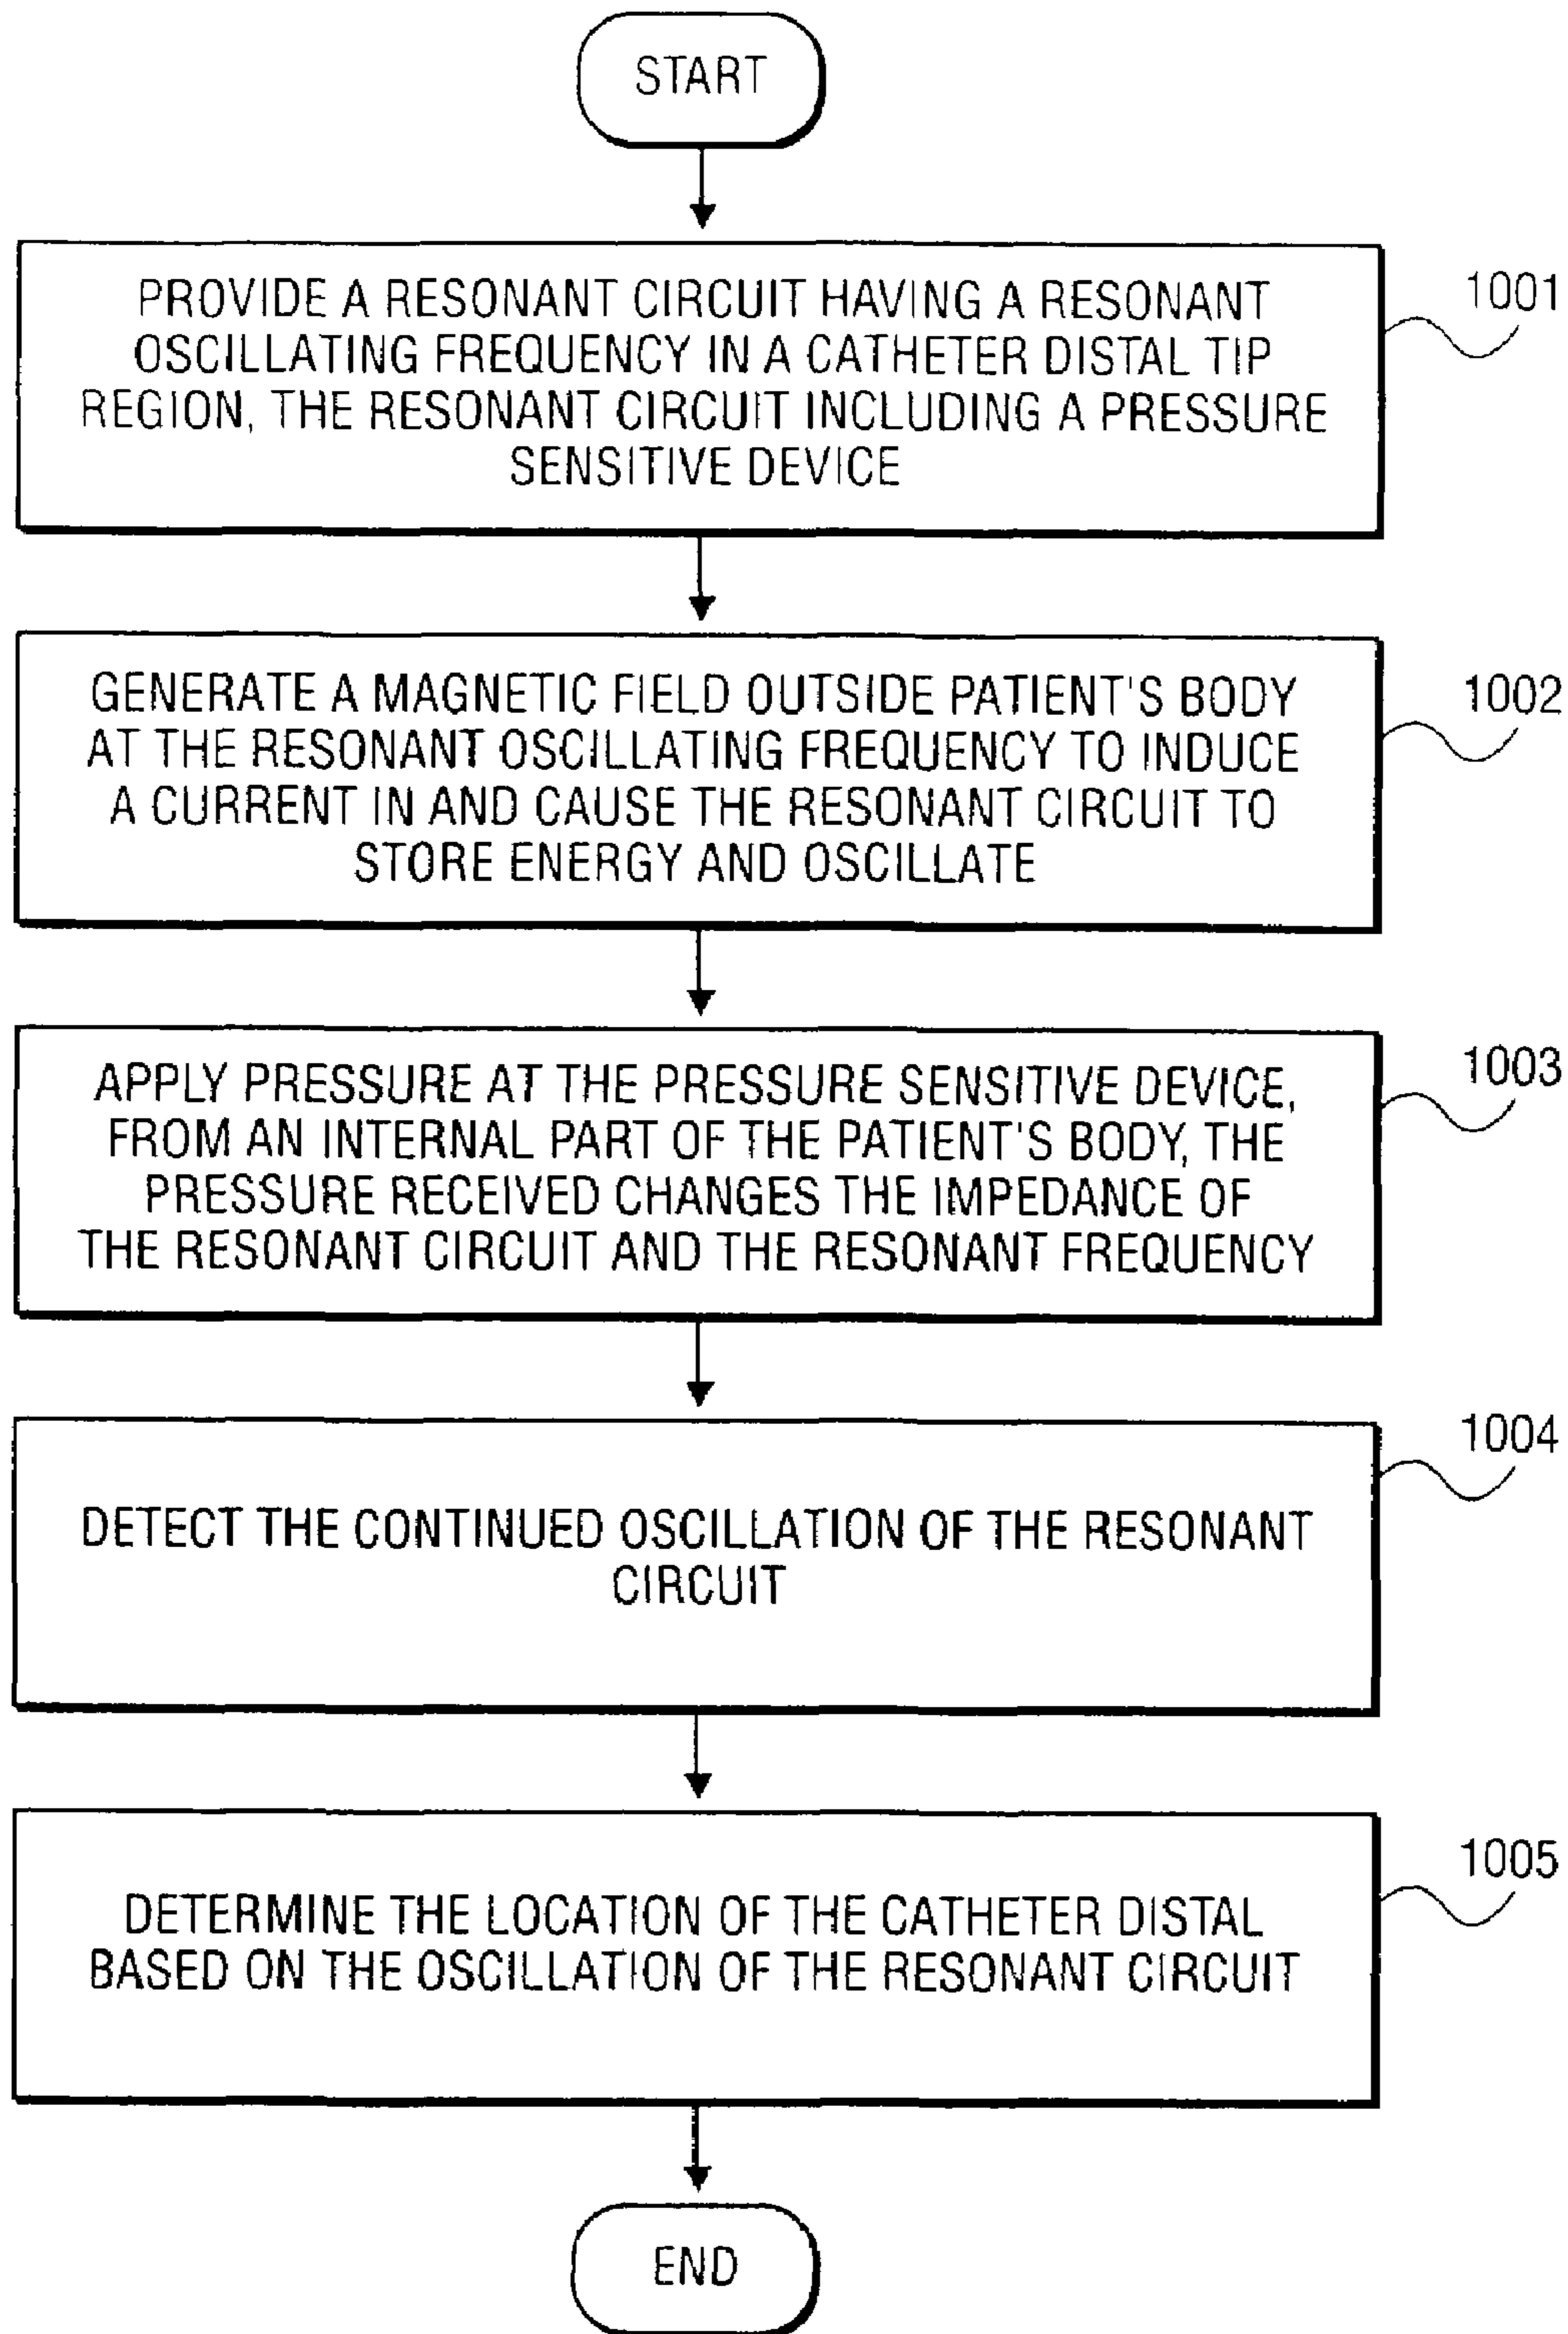 START
PROVIDE A RESONANT CIRCUIT HAVING A RESONANT
OSCILLATING FREQUENCY IN A CATHETER DISTAL TIP
REGION, THE RESONANT CIRCUIT INCLUDING A PRESSURE
SENSITIVE DEVICE
1001
GENERATE A MAGNETIC FIELD OUTSIDE PATIENT'S BODY
AT THE RESONANT OSCILLATING FREQUENCY TO INDUCE
A CURRENT IN AND CAUSE THE RESONANT CIRCUIT TO
STORE ENERGY AND OSCILLATE
1002
APPLY PRESSURE AT THE PRESSURE SENSITIVE DEVICE,
FROM AN INTERNAL PART OF THE PATIENT'S BODY, THE
PRESSURE RECEIVED CHANGES THE IMPEDANCE OF
THE RESONANT CIRCUIT AND THE RESONANT FREQUENCY
1003
DETECT THE CONTINUED OSCILLATION OF THE RESONANT
CIRCUIT
1004
DETERMINE THE LOCATION OF THE CATHETER DISTAL
BASED ON THE OSCILLATION OF THE RESONANT CIRCUIT
1005
END